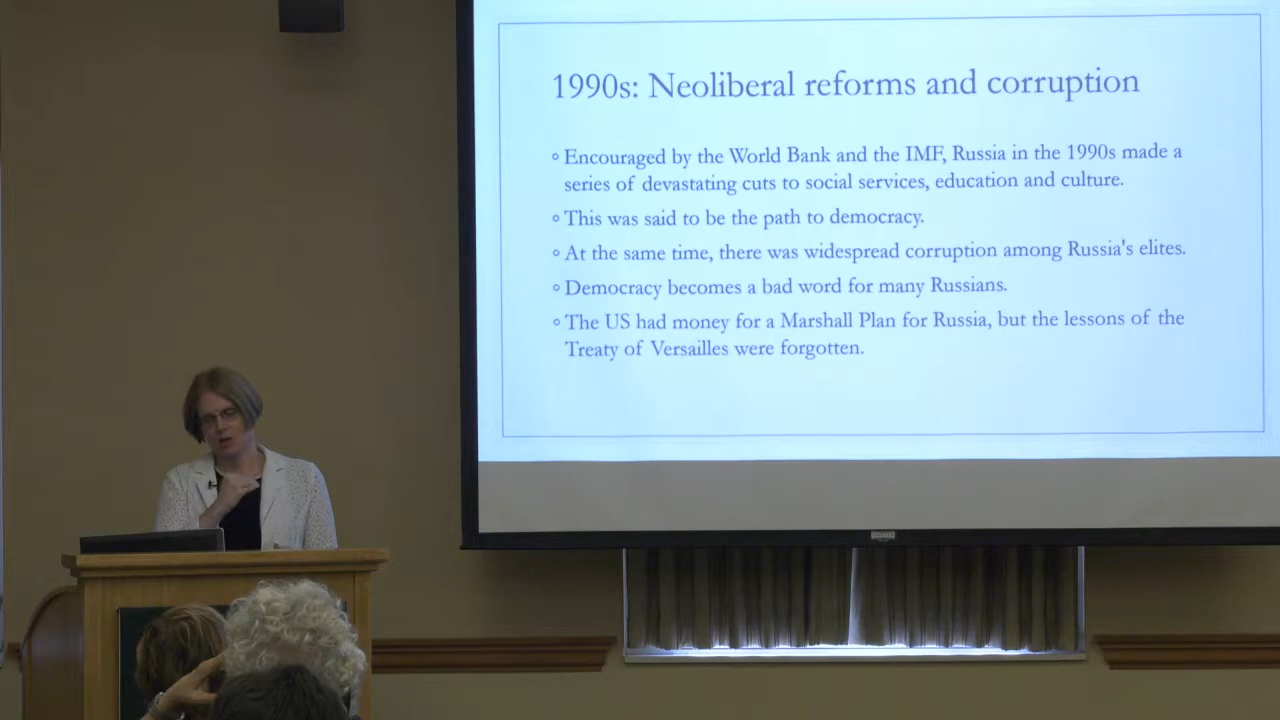 1990s: Neoliberal reforms and corruption
◦ Encouraged by the World Bank and the IMF, Russia in the 1990s made a
series of devastating cuts to social services, education and culture.
◦ This was said to be the path to democracy.
◦ At the same time, there was widespread corruption among Russia's elites.
◦ Democracy becomes a bad word for many Russians.
◦ The US had money for a Marshall Plan for Russia, but the lessons of the
Treaty of Versailles were forgotten.